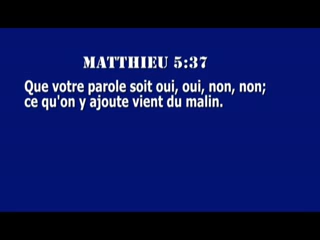 MATTHIEU 5:37
Que votre parole soit oui, oui, non, non;
ce qu'on y ajoute vient du malin.